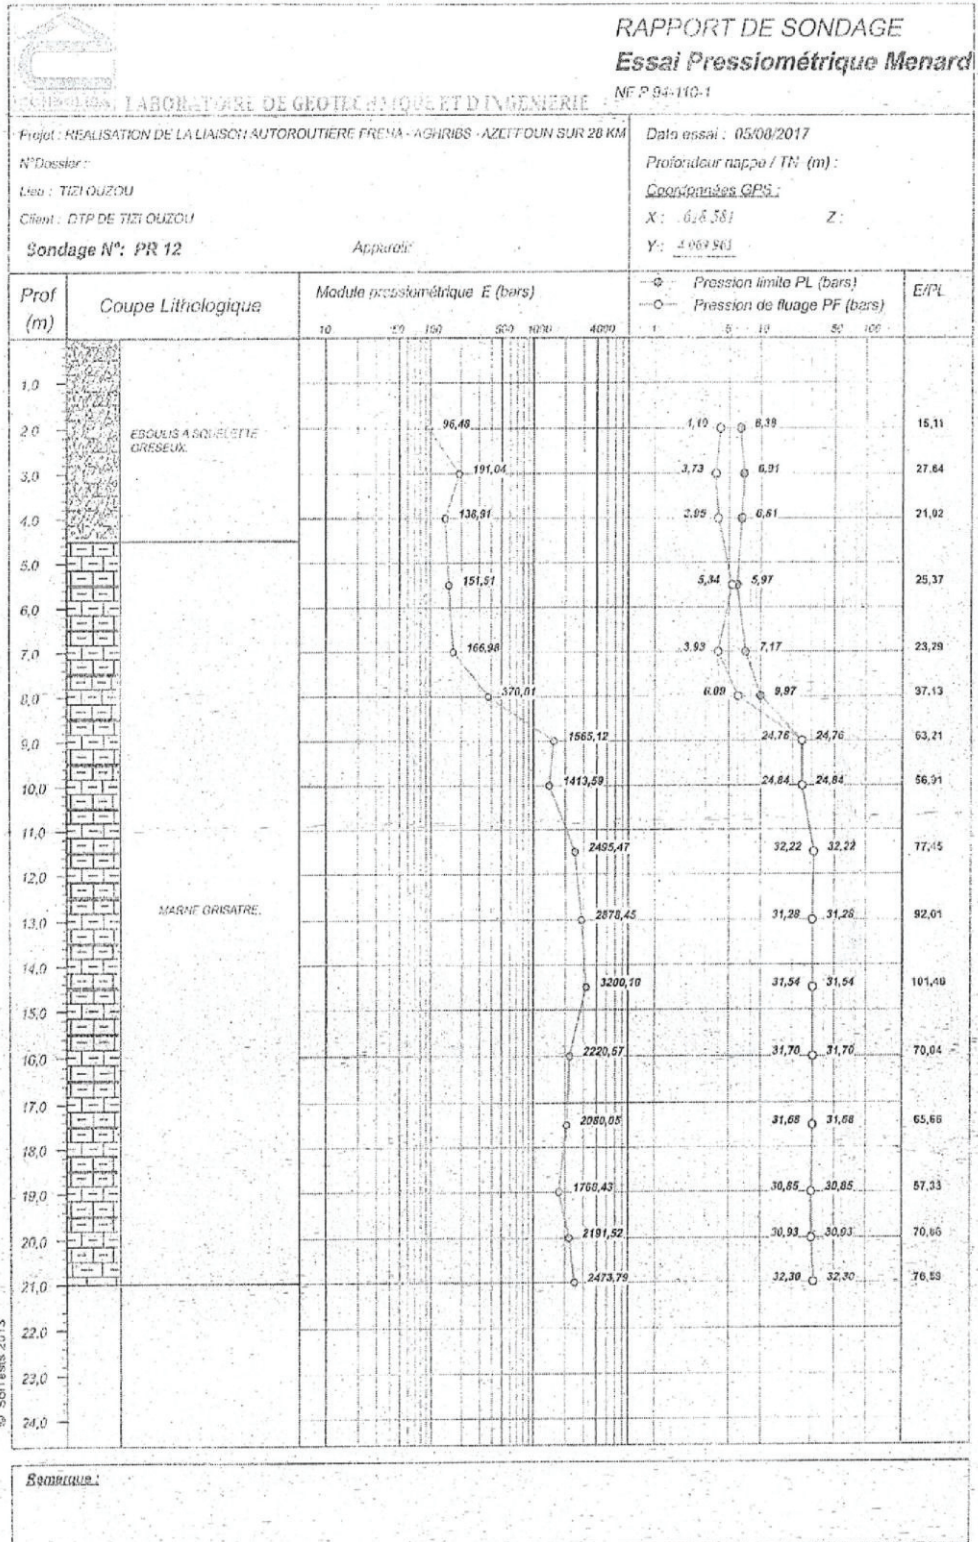 RAPPORT DE SONDAGE
Essai Pressiométrique Menard
NF P 94-110-1
LABORATOIRE DE GEOTECHNIQUE ET D INGENIERIE
Projet : REALISATION DE LA LIAISON AUTOROUTIÈRE FREHA - AGHRIBS - AZEFFOUN SUR 28 KM
Date essai : 05/08/2017
N°Dossier :
Profondeur nappe / TN (m) :
Lieu : TIZI OUZOU
Coordonnées GPS :
Client : DTP DE TIZI OUZOU
X : 618 581 Z :
Sondage N°: PR 12 Appareil:
Y : 4 069 961
Prof (m)
Coupe Lithologique
Module pressiométrique E (bars)
Pression limite PL (bars)
Pression de fluage PF (bars)
E/PL
10 50 100 500 1000 4000
1 5 10 50 100
1,0
2,0 96,48 6,39 15,11
EBOULIS A SQUELETTE
GRESEUX.
3,0 191,04 3,73 6,91 27,64
4,0 138,91 3,95 21,02
5,0
151,51 5,34 5,97 25,37
6,0
7,0 166,98 3,93 7,17 23,29
8,0 370,01 6,09 9,97 37,13
9,0 1565,12 24,76 24,76 63,21
10,0 1413,59 24,84 24,84 56,91
11,0
2495,47 32,22 32,22 77,45
12,0
MARNE GRISATRE.
13,0 2878,45 31,28 31,28 92,01
14,0
3200,10 31,54 31,54 101,46
15,0
16,0 2220,57 31,70 31,70 70,04
17,0
2080,05 31,68 31,68 65,66
18,0
19,0 1768,43 30,85 30,85 57,33
20,0 2191,52 30,93 30,93 70,86
21,0 2473,79 32,30 32,30 76,59
22,0
23,0
24,0
Remarque :